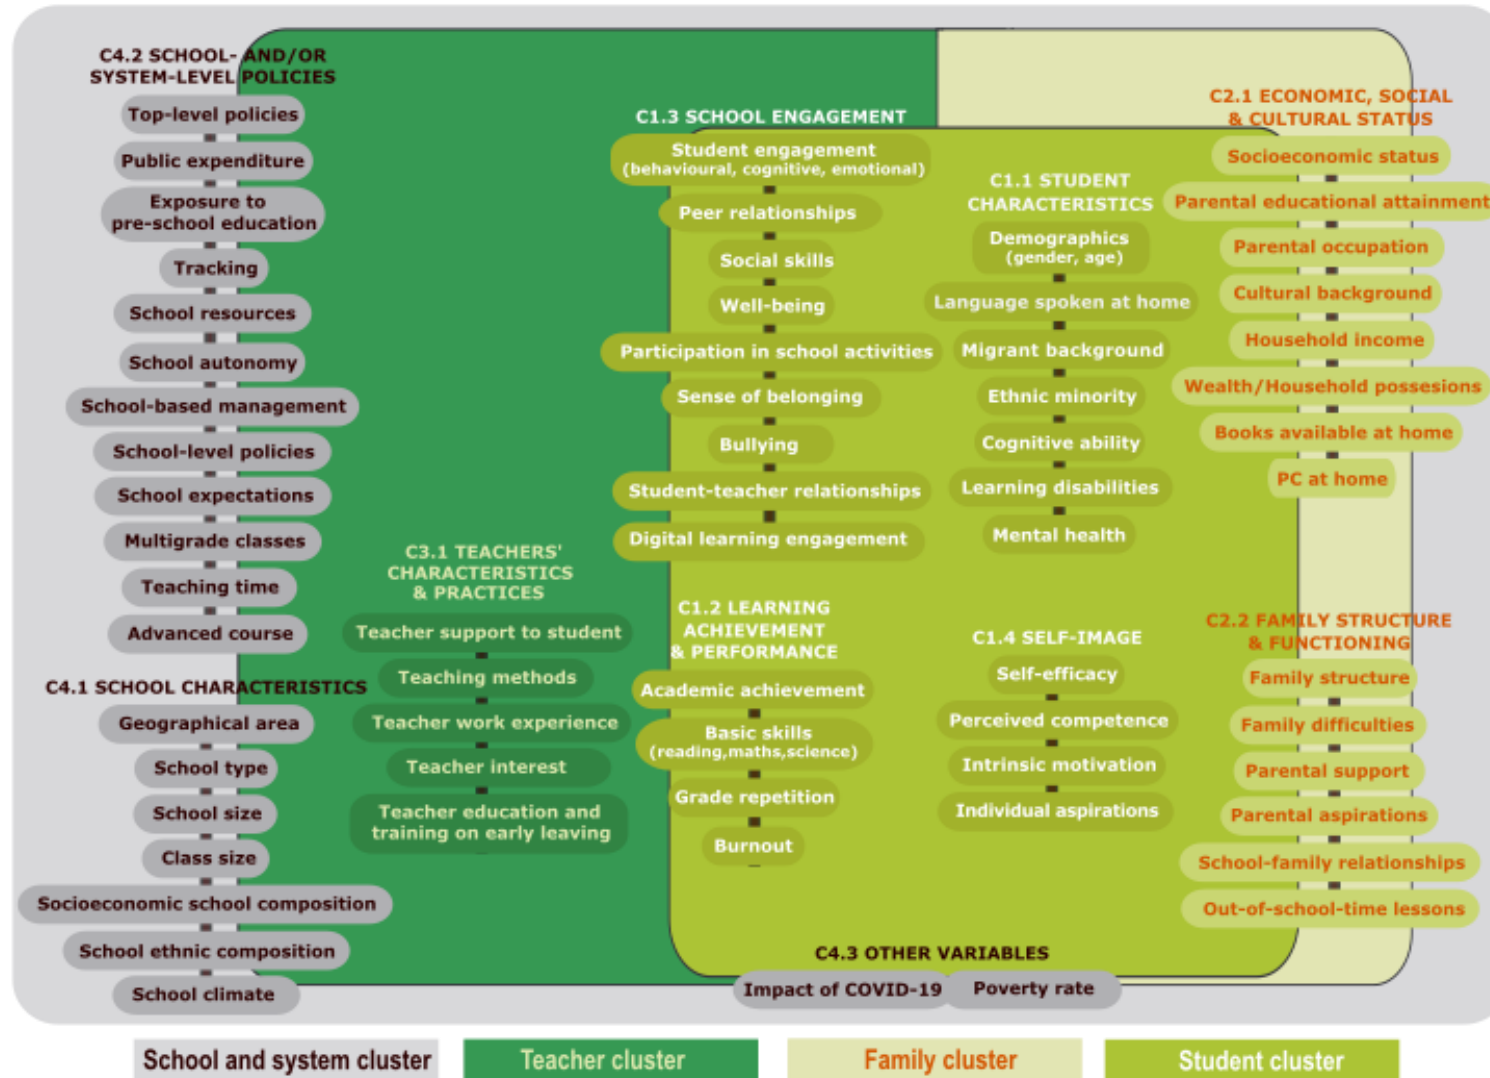 C4.2 SCHOOL- AND/OR
SYSTEM-LEVEL POLICIES
Top-level policies
Public expenditure
Exposure to
pre-school education
Tracking
School resources
School autonomy
School-based management
School-level policies
School expectations
Multigrade classes
Teaching time
Advanced course
C4.1 SCHOOL CHARACTERISTICS
Geographical area
School type
School size
Class size
Socioeconomic school composition
School ethnic composition
School climate
C3.1 TEACHERS'
CHARACTERISTICS
& PRACTICES
Teacher support to student
Teaching methods
Teacher work experience
Teacher interest
Teacher education and
training on early leaving
C1.3 SCHOOL ENGAGEMENT
Student engagement
(behavioural, cognitive, emotional)
Peer relationships
Social skills
Well-being
Participation in school activities
Sense of belonging
Bullying
Student-teacher relationships
Digital learning engagement
C1.2 LEARNING
ACHIEVEMENT
& PERFORMANCE
Academic achievement
Basic skills
(reading,maths,science)
Grade repetition
Burnout
C1.1 STUDENT
CHARACTERISTICS
Demographics
(gender, age)
Language spoken at home
Migrant background
Ethnic minority
Cognitive ability
Learning disabilities
Mental health
C1.4 SELF-IMAGE
Self-efficacy
Perceived competence
Intrinsic motivation
Individual aspirations
C2.1 ECONOMIC, SOCIAL
& CULTURAL STATUS
Socioeconomic status
Parental educational attainment
Parental occupation
Cultural background
Household income
Wealth/Household possesions
Books available at home
PC at home
C2.2 FAMILY STRUCTURE
& FUNCTIONING
Family structure
Family difficulties
Parental support
Parental aspirations
School-family relationships
Out-of-school-time lessons
C4.3 OTHER VARIABLES
Impact of COVID-19
Poverty rate
School and system cluster
Teacher cluster
Family cluster
Student cluster